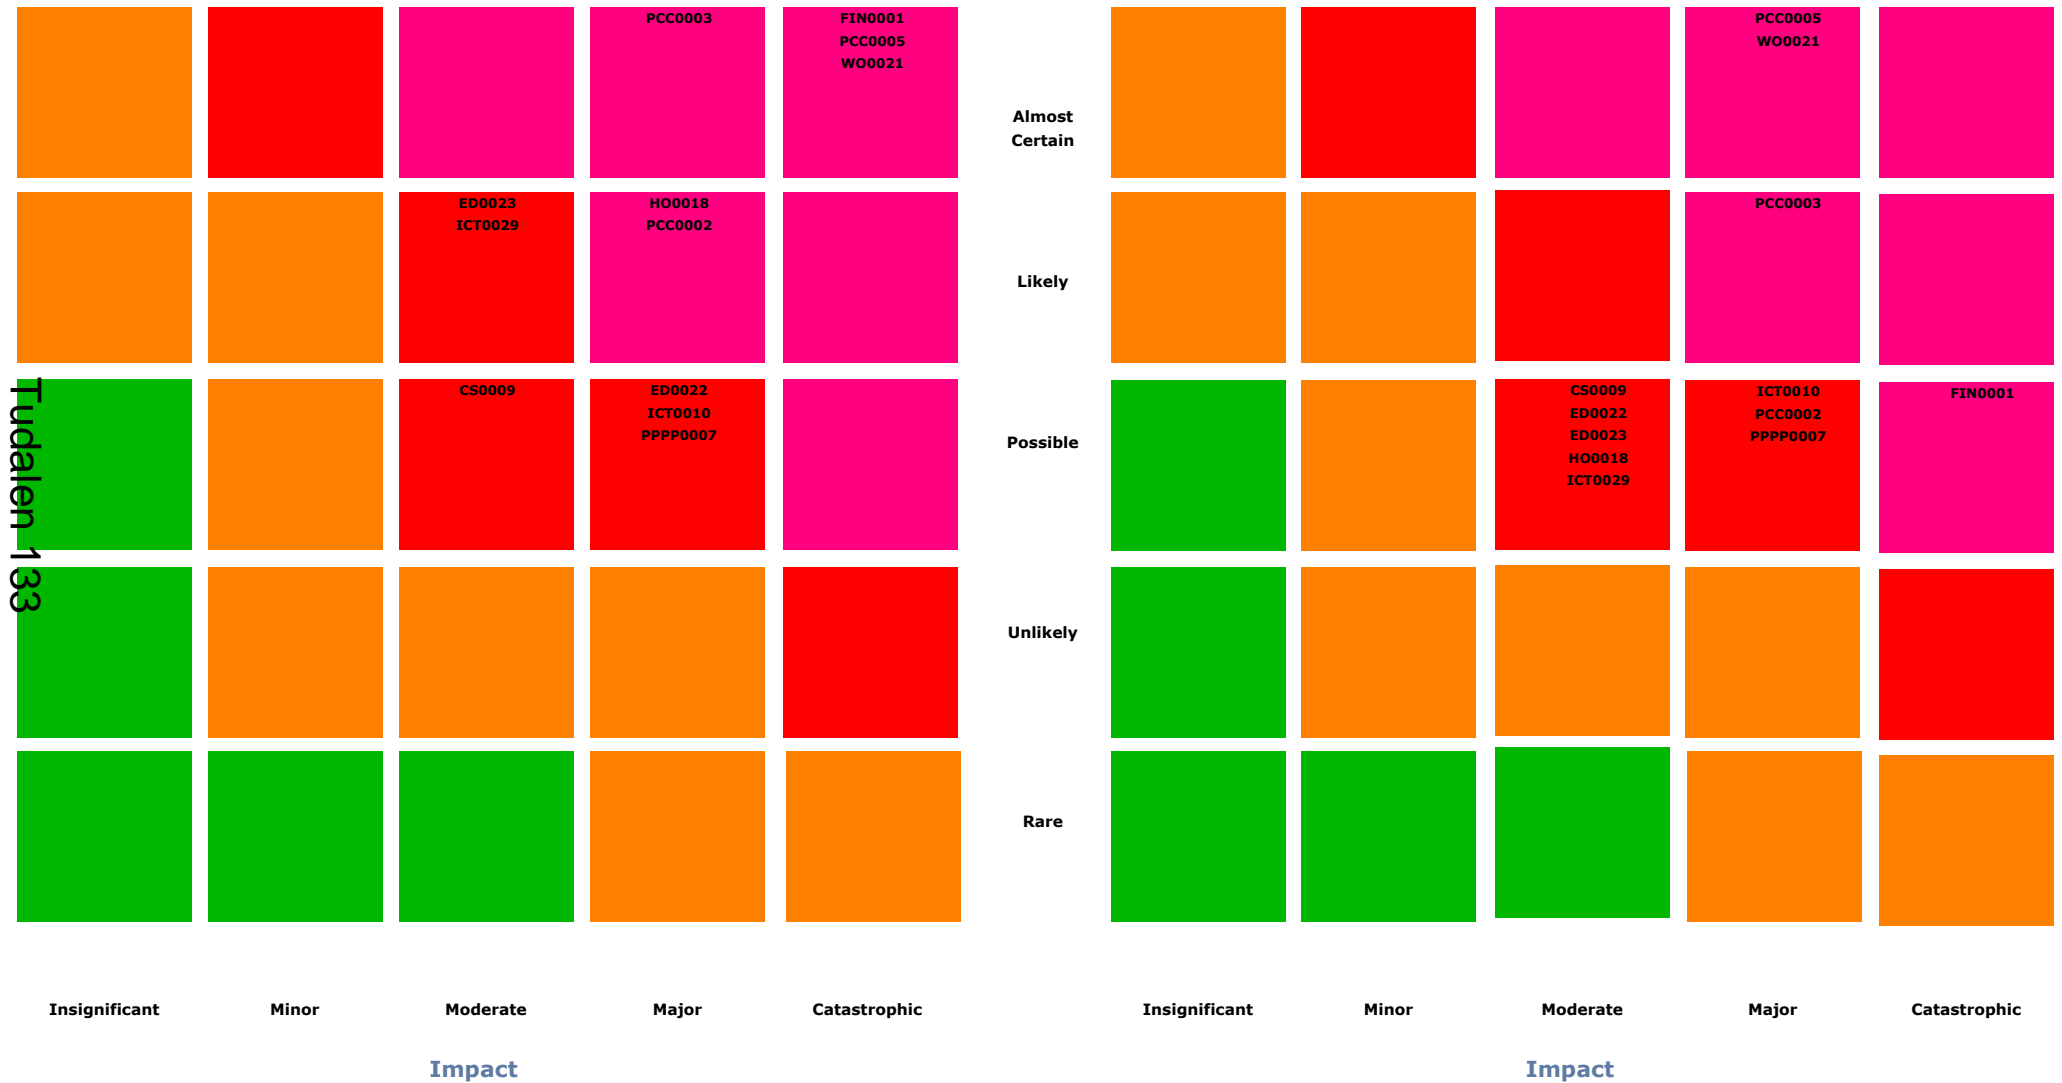 PCC0003
FIN0001
PCC0005
WO0021
ED0023
ICT0029
HO0018
PCC0002
CS0009
ED0022
ICT0010
PPPP0007
Tudalen 133
Insignificant
Minor
Moderate
Major
Catastrophic
Impact
Almost
Certain
Likely
Possible
Unlikely
Rare
PCC0005
WO0021
PCC0003
CS0009
ED0022
ED0023
HO0018
ICT0029
ICT0010
PCC0002
PPPP0007
FIN0001
Insignificant
Minor
Moderate
Major
Catastrophic
Impact